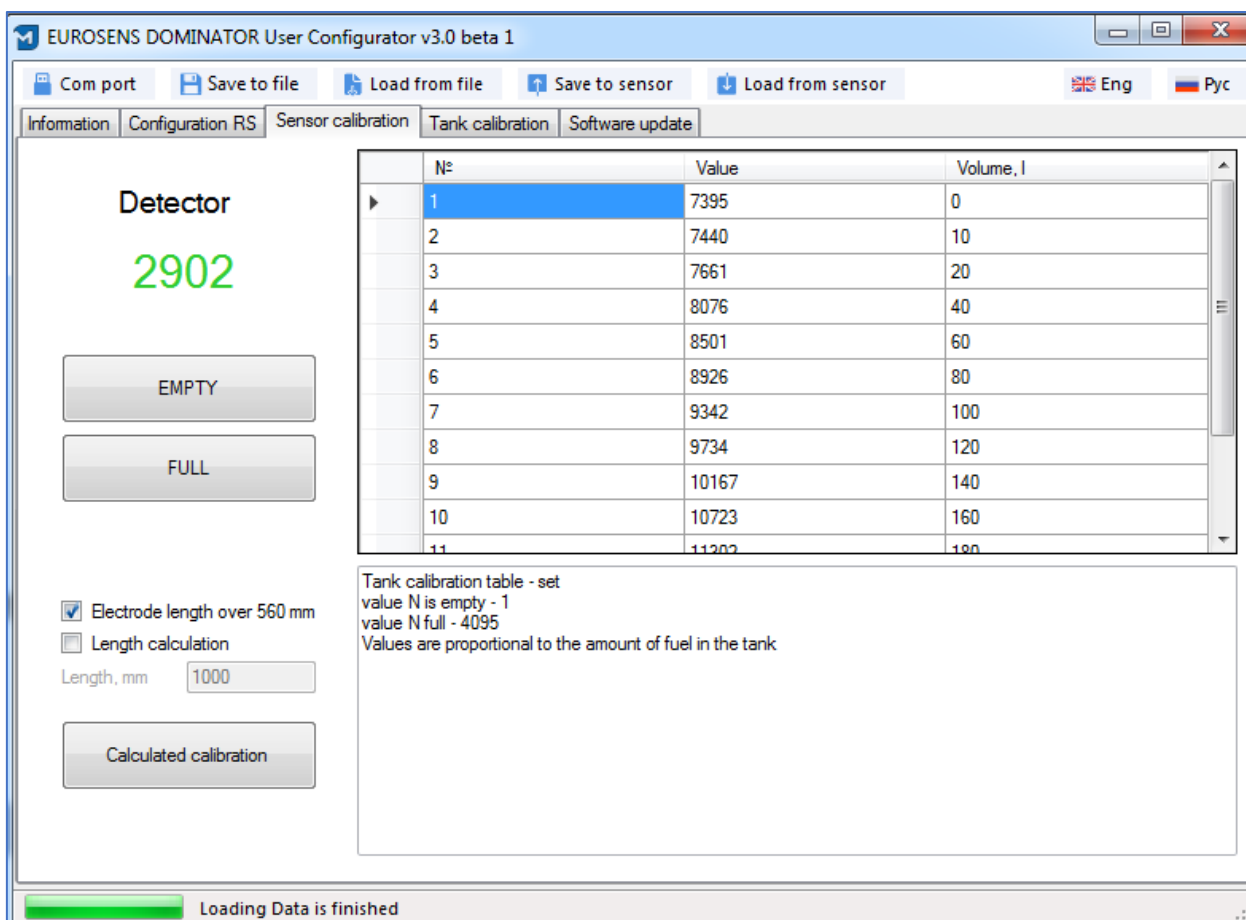 EUROSENS DOMINATOR User Configurator v3.0 beta 1
Com port Save to file Load from file Save to sensor Load from sensor Eng Рус
Information Configuration RS Sensor calibration Tank calibration Software update
Detector
2902
EMPTY
FULL
Electrode length over 560 mm
Length calculation
Length, mm 1000
Calculated calibration
№ Value Volume, l
1 7395 0
2 7440 10
3 7661 20
4 8076 40
5 8501 60
6 8926 80
7 9342 100
8 9734 120
9 10167 140
10 10723 160
11 11302 180
Tank calibration table - set
value N is empty - 1
value N full - 4095
Values are proportional to the amount of fuel in the tank
Loading Data is finished